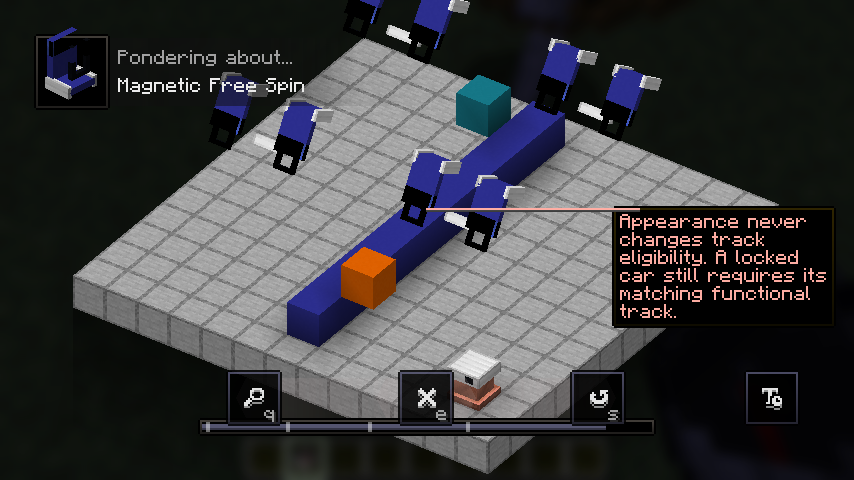 Pondering about...
Magnetic Free Spin
Appearance never
changes track
eligibility. A locked
car still requires its
matching functional
track.
q
e
s
T